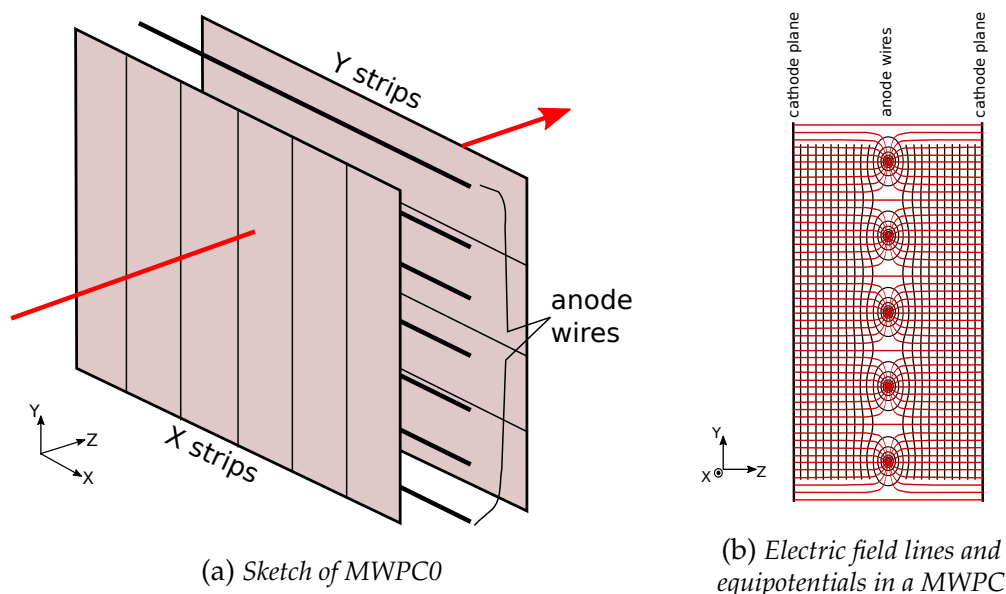 Y strips
anode
wires
X strips
Y
Z
X
(a) Sketch of MWPC0
cathode plane
anode wires
cathode plane
Y
X
Z
(b) Electric field lines and
equipotentials in a MWPC